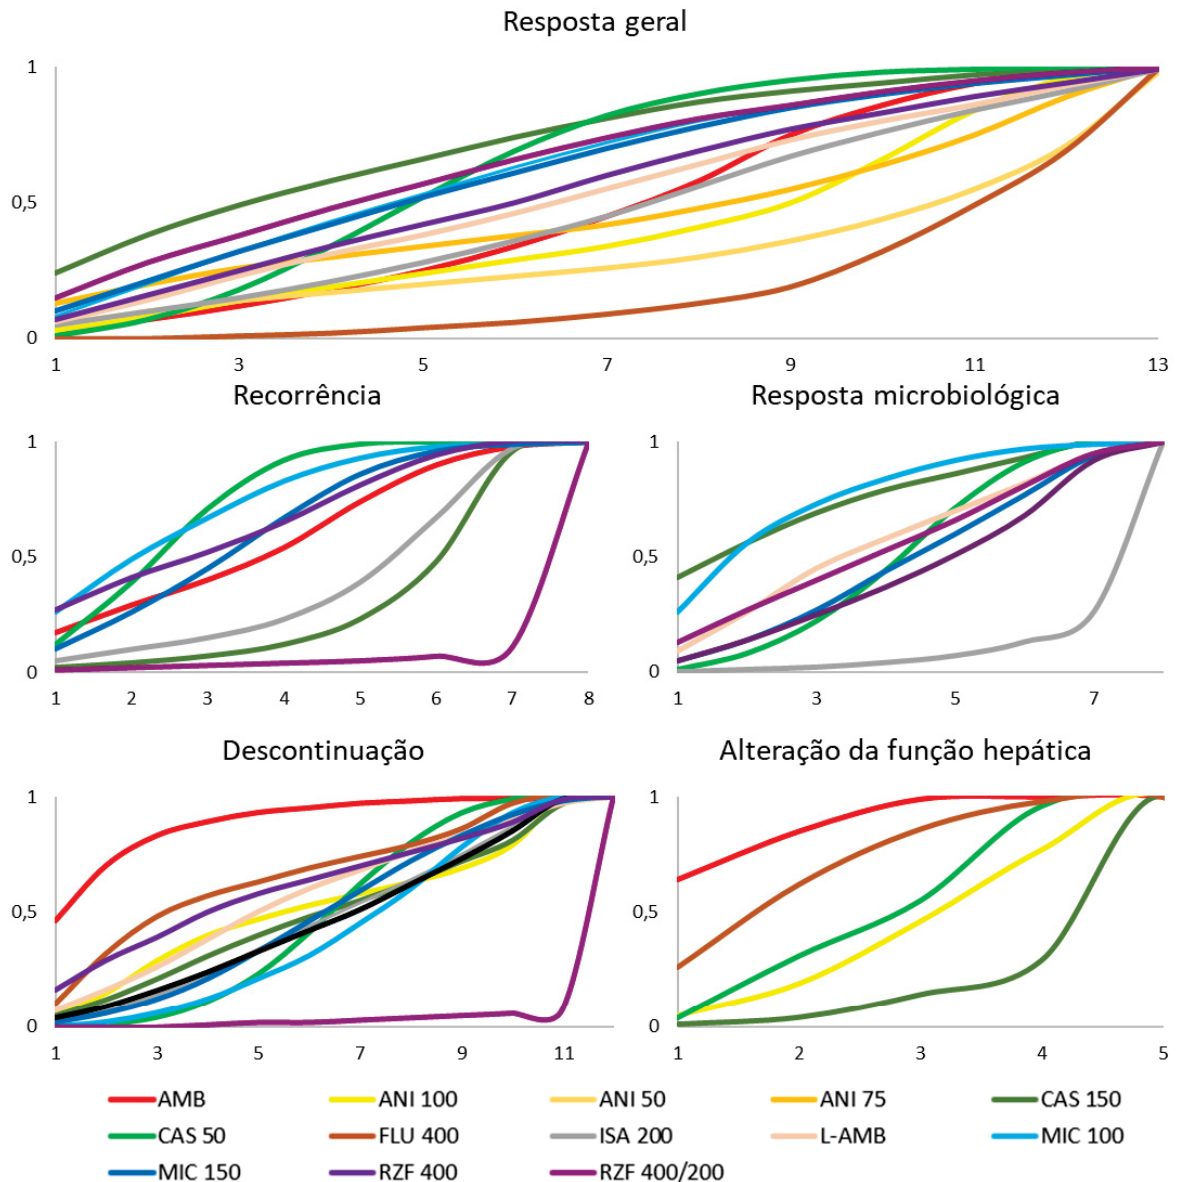 Resposta geral
1
0,5
0
1 3 5 7 9 11 13
Recorrência Resposta microbiológica
1 1
0,5 0,5
0 0
1 2 3 4 5 6 7 8 1 3 5 7
Descontinuação Alteração da função hepática
1 1
0,5 0,5
0 0
1 3 5 7 9 11 1 2 3 4 5
AMB ANI 100 ANI 50 ANI 75 CAS 150
CAS 50 FLU 400 ISA 200 L-AMB MIC 100
MIC 150 RZF 400 RZF 400/200